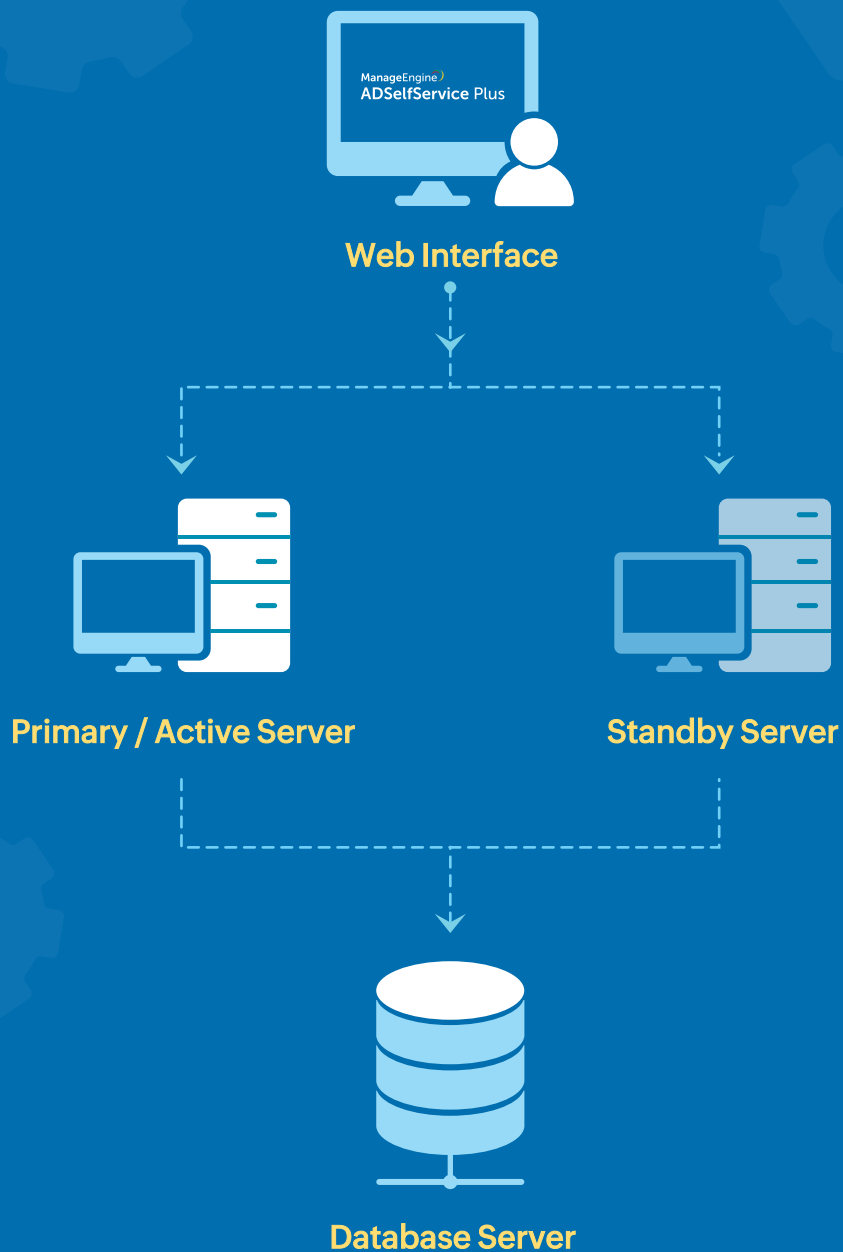 ManageEngine
ADSelfService Plus
Web Interface
Primary / Active Server
Standby Server
Database Server